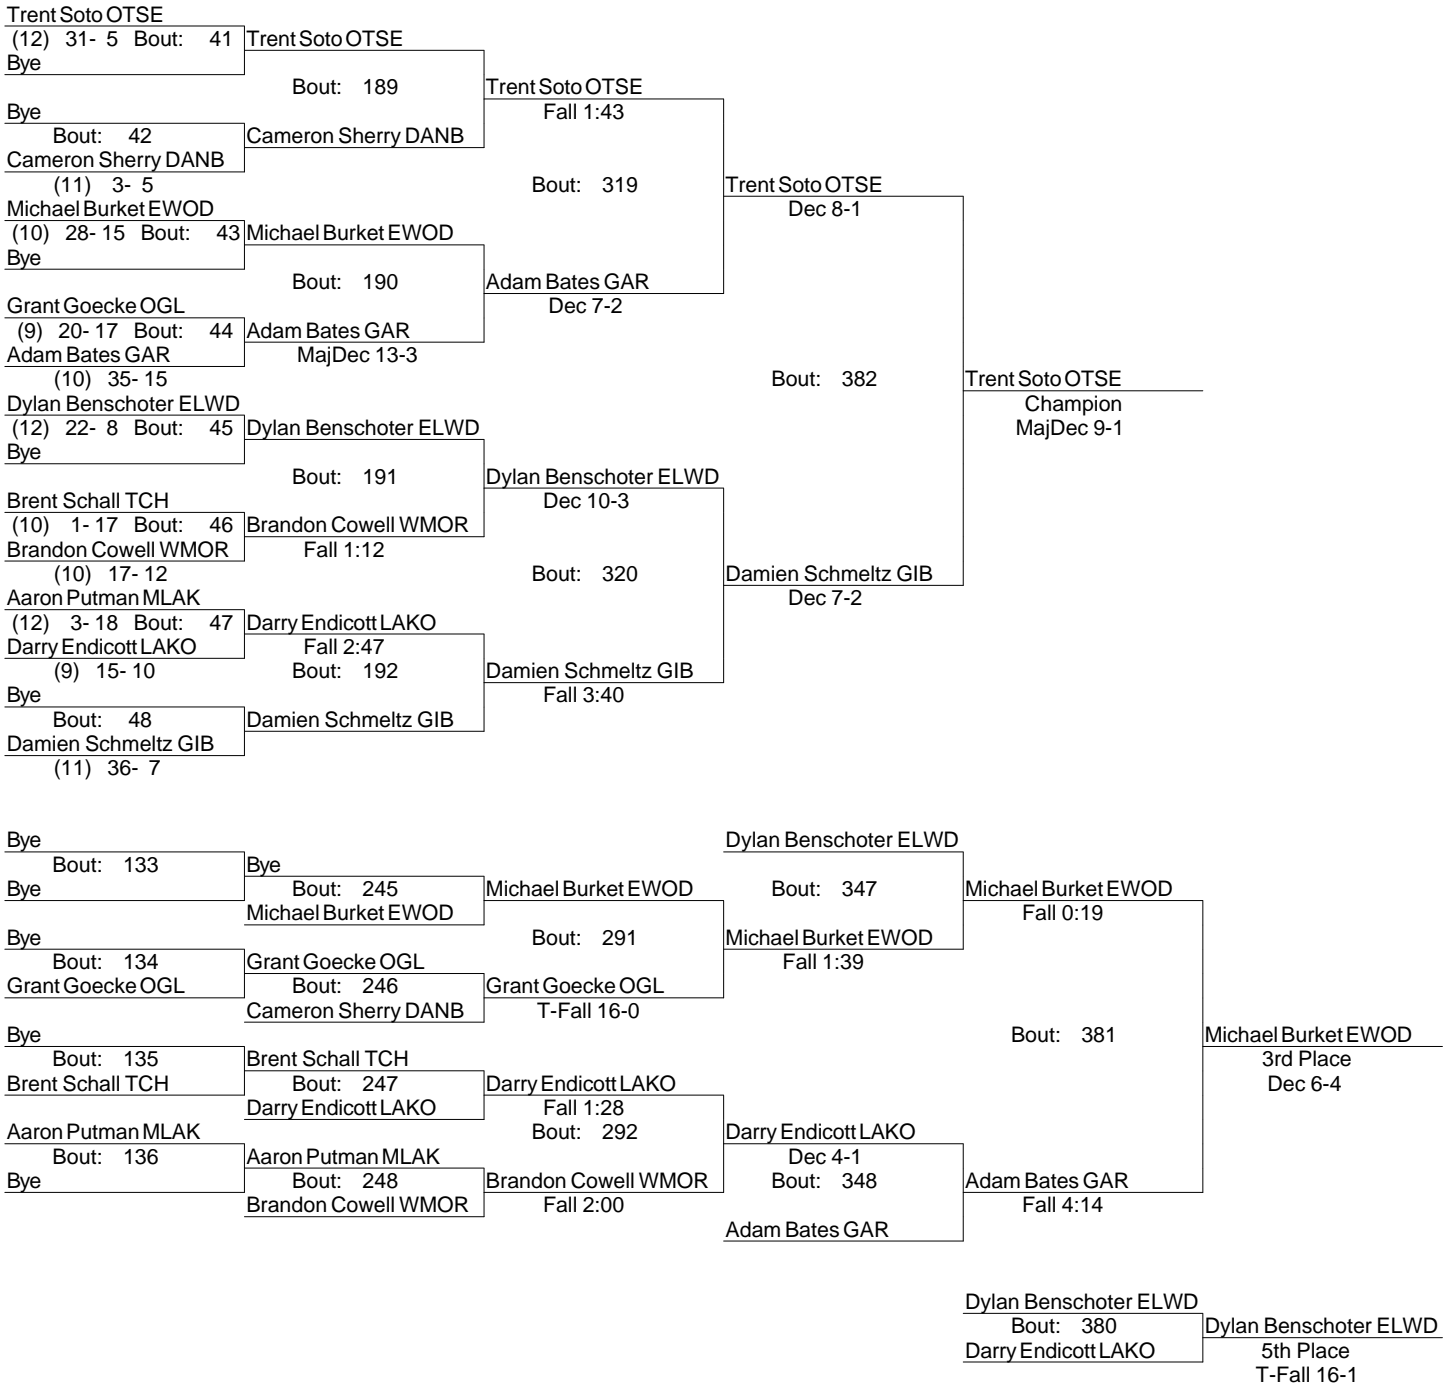 Trent Soto OTSE
(12) 31- 5 Bout: 41 Trent Soto OTSE
Bye
Bout: 189 Trent Soto OTSE
Bye Fall 1:43
Bout: 42 Cameron Sherry DANB
Cameron Sherry DANB
(11) 3- 5 Bout: 319 Trent Soto OTSE
Michael Burket EWOD Dec 8-1
(10) 28- 15 Bout: 43 Michael Burket EWOD
Bye
Bout: 190 Adam Bates GAR
Grant Goecke OGL Dec 7-2
(9) 20- 17 Bout: 44 Adam Bates GAR
Adam Bates GAR MajDec 13-3
(10) 35- 15 Bout: 382 Trent Soto OTSE
Dylan Benschoter ELWD Champion
(12) 22- 8 Bout: 45 Dylan Benschoter ELWD MajDec 9-1
Bye
Bout: 191 Dylan Benschoter ELWD
Brent Schall TCH Dec 10-3
(10) 1- 17 Bout: 46 Brandon Cowell WMOR
Brandon Cowell WMOR Fall 1:12
(10) 17- 12 Bout: 320 Damien Schmeltz GIB
Aaron Putman MLAK Dec 7-2
(12) 3- 18 Bout: 47 Darry Endicott LAKO
Darry Endicott LAKO Fall 2:47
(9) 15- 10 Bout: 192 Damien Schmeltz GIB
Bye Fall 3:40
Bout: 48 Damien Schmeltz GIB
Damien Schmeltz GIB
(11) 36- 7
Bye Dylan Benschoter ELWD
Bout: 133 Bye
Bye Bout: 245 Michael Burket EWOD Bout: 347 Michael Burket EWOD
Michael Burket EWOD Fall 0:19
Bye Bout: 291 Michael Burket EWOD
Bout: 134 Grant Goecke OGL Fall 1:39
Grant Goecke OGL Bout: 246 Grant Goecke OGL
Cameron Sherry DANB T-Fall 16-0
Bye Bout: 381 Michael Burket EWOD
Bout: 135 Brent Schall TCH 3rd Place
Brent Schall TCH Bout: 247 Darry Endicott LAKO Dec 6-4
Darry Endicott LAKO Fall 1:28
Aaron Putman MLAK Bout: 292 Darry Endicott LAKO
Bout: 136 Aaron Putman MLAK Dec 4-1
Bye Bout: 248 Brandon Cowell WMOR Bout: 348 Adam Bates GAR
Brandon Cowell WMOR Fall 2:00 Fall 4:14
Adam Bates GAR
Dylan Benschoter ELWD
Bout: 380 Dylan Benschoter ELWD
Darry Endicott LAKO 5th Place
T-Fall 16-1